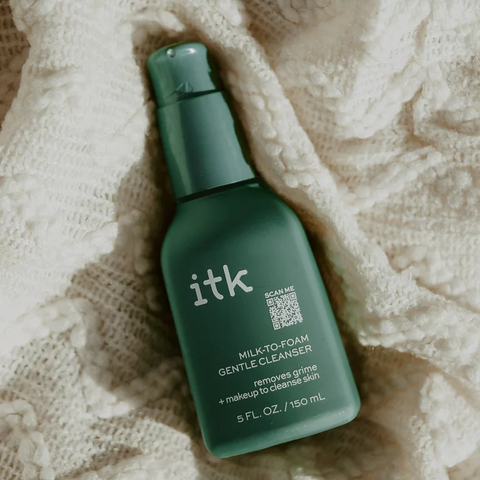 itk
SCAN ME
MILK-TO-FOAM
GENTLE CLEANSER
removes grime
+ makeup to cleanse skin
5 FL. OZ. / 150 mL